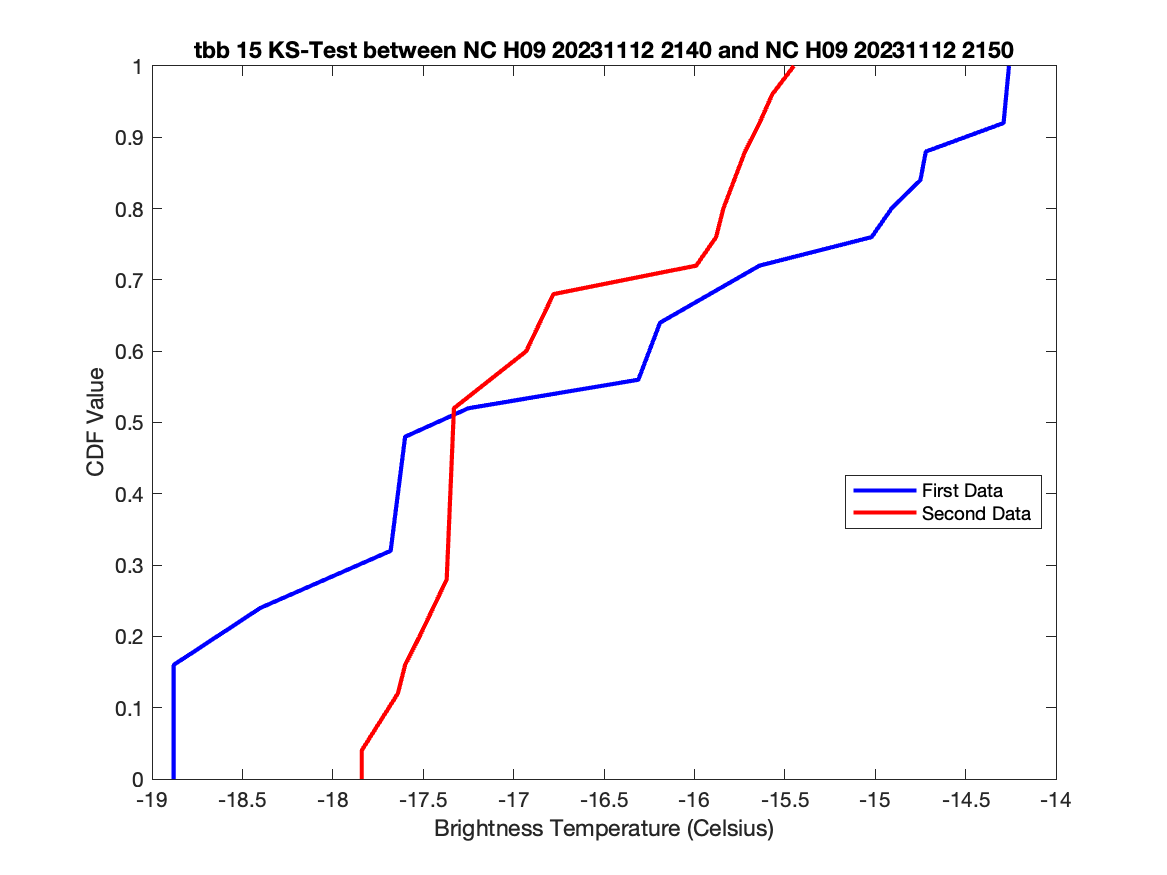 tbb 15 KS-Test between NC H09 20231112 2140 and NC H09 20231112 2150
1
0.9
0.8
0.7
0.6
0.5
0.4
0.3
0.2
0.1
0
CDF Value
First Data
Second Data
-19 -18.5 -18 -17.5 -17 -16.5 -16 -15.5 -15 -14.5 -14
Brightness Temperature (Celsius)